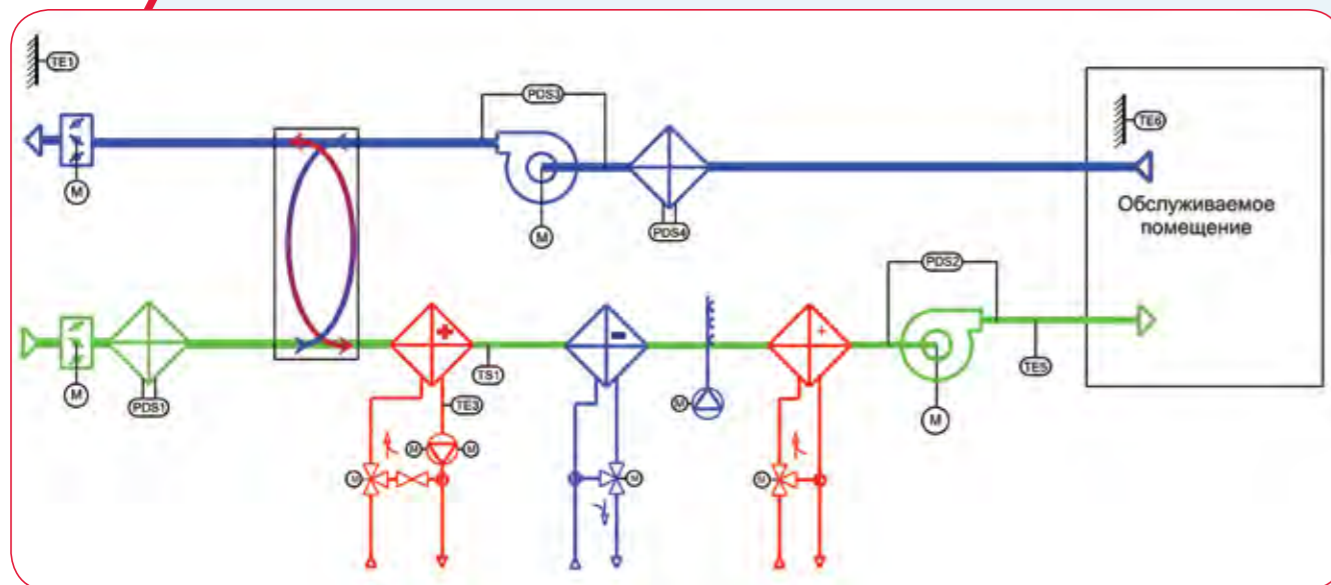 TE1
PDS3
TE6
M
M
PDS4
Обслуживаемое
помещение
PDS2
M
PDS1
TS1
TE3
M
M
TE5
M
M
M
M
M